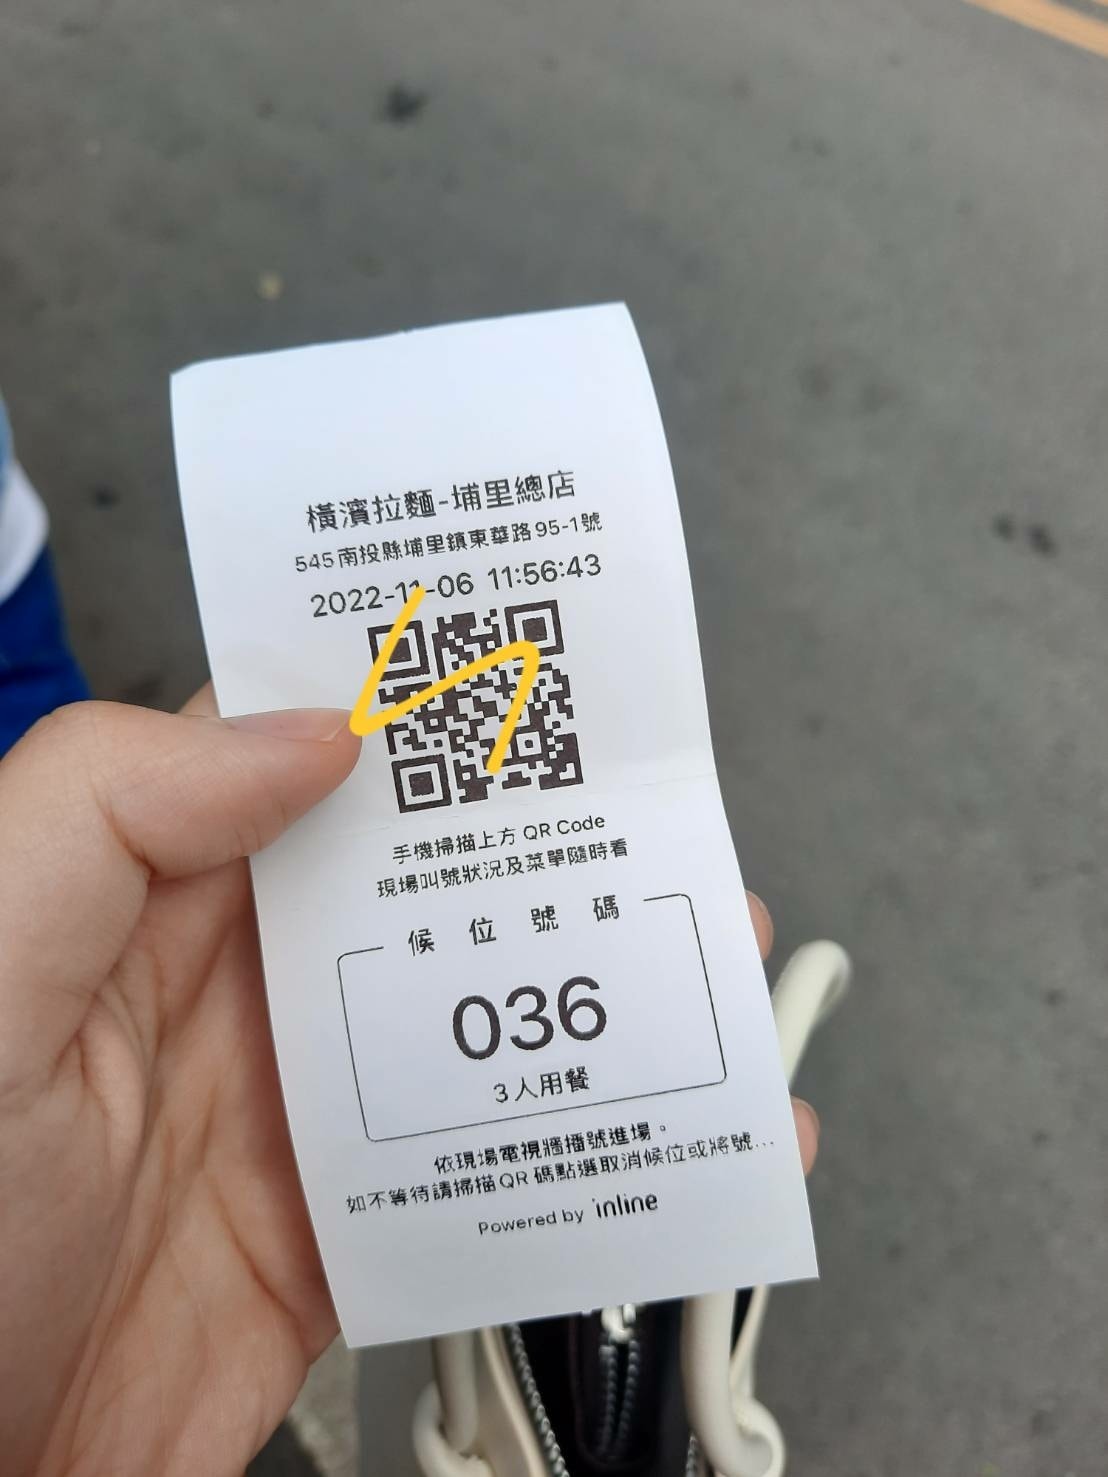 橫濱拉麵-埔里總店
545南投縣埔里鎮東華路95-1號
2022-11-06 11:56:43
手機掃描上方 QR Code
現場叫號狀況及菜單隨時看
候位號碼
036
3人用餐
依現場電視牆播號進場。
如不等待請掃描QR碼點選取消候位或將號...
Powered by inline